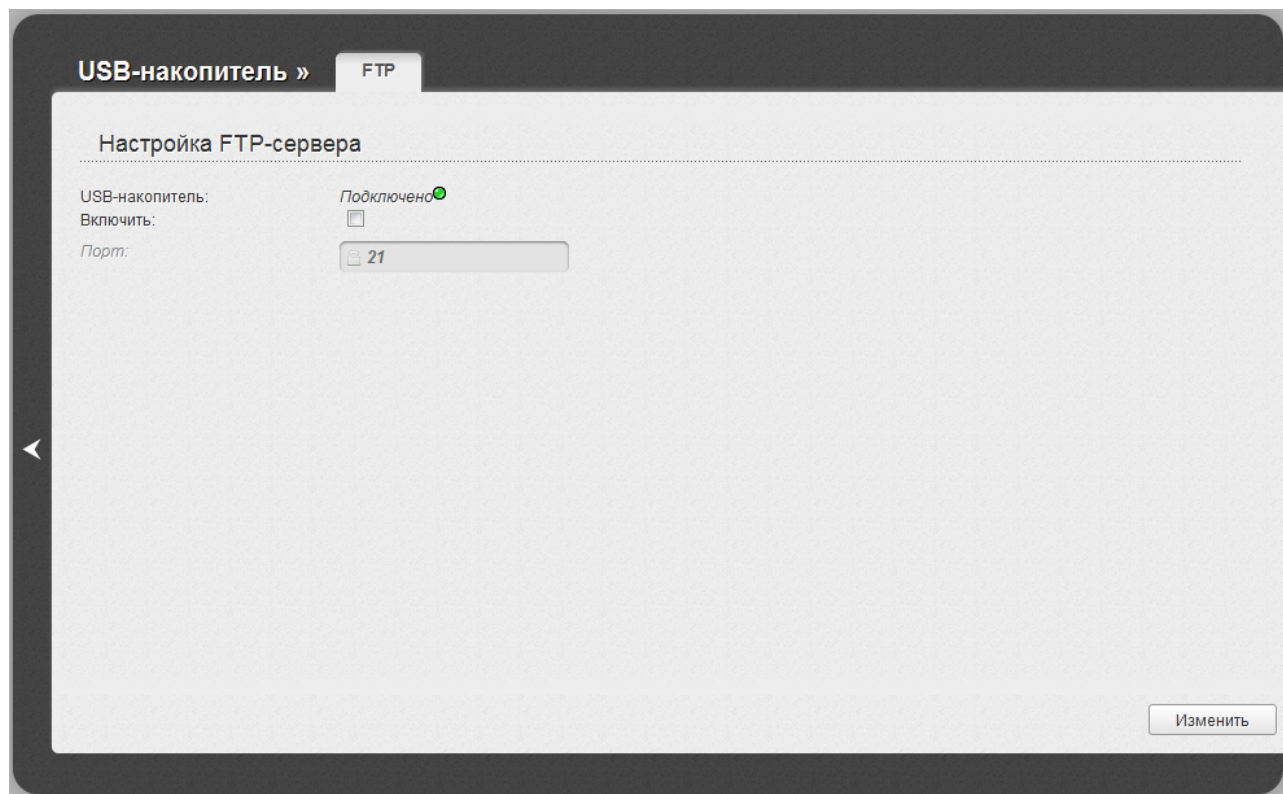 USB-накопитель » FTP
Настройка FTP-сервера
USB-накопитель: Подключено
Включить:
Порт: 21
Изменить